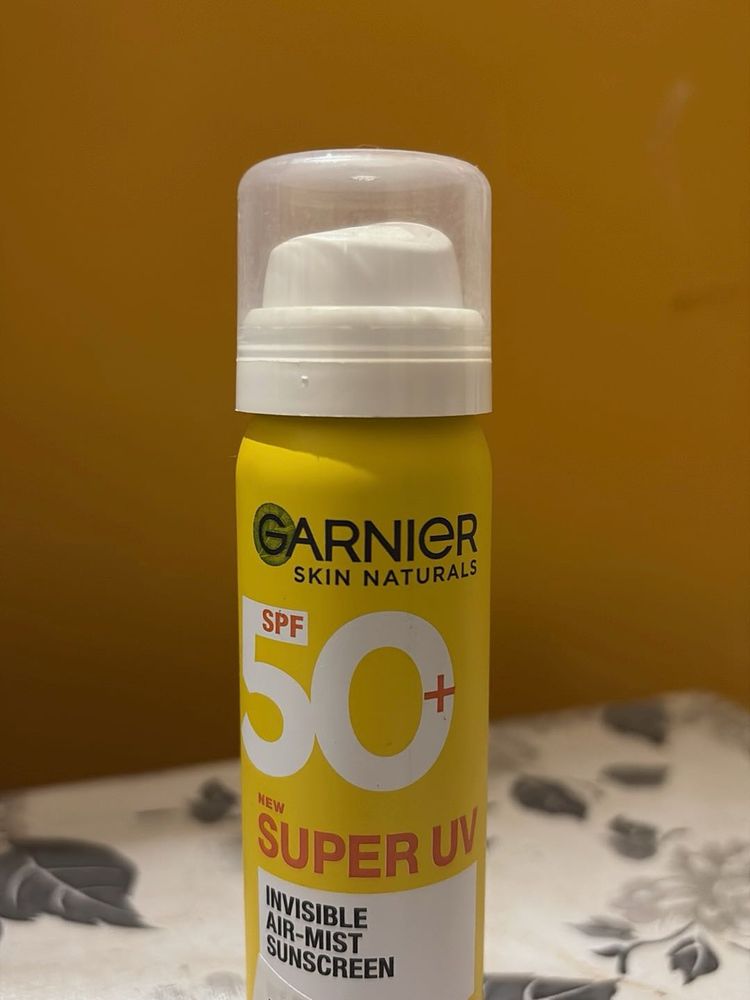 GARNIER
SKIN NATURALS
SPF
50+
NEW
SUPER UV
INVISIBLE
AIR-MIST
SUNSCREEN